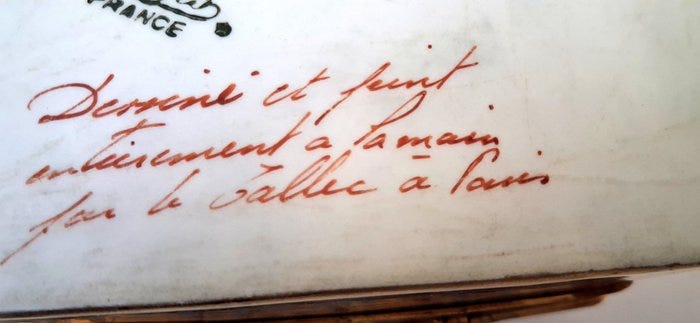 FRANCE
Dessiné et peint
entièrement a la main
par le Tallec à Paris